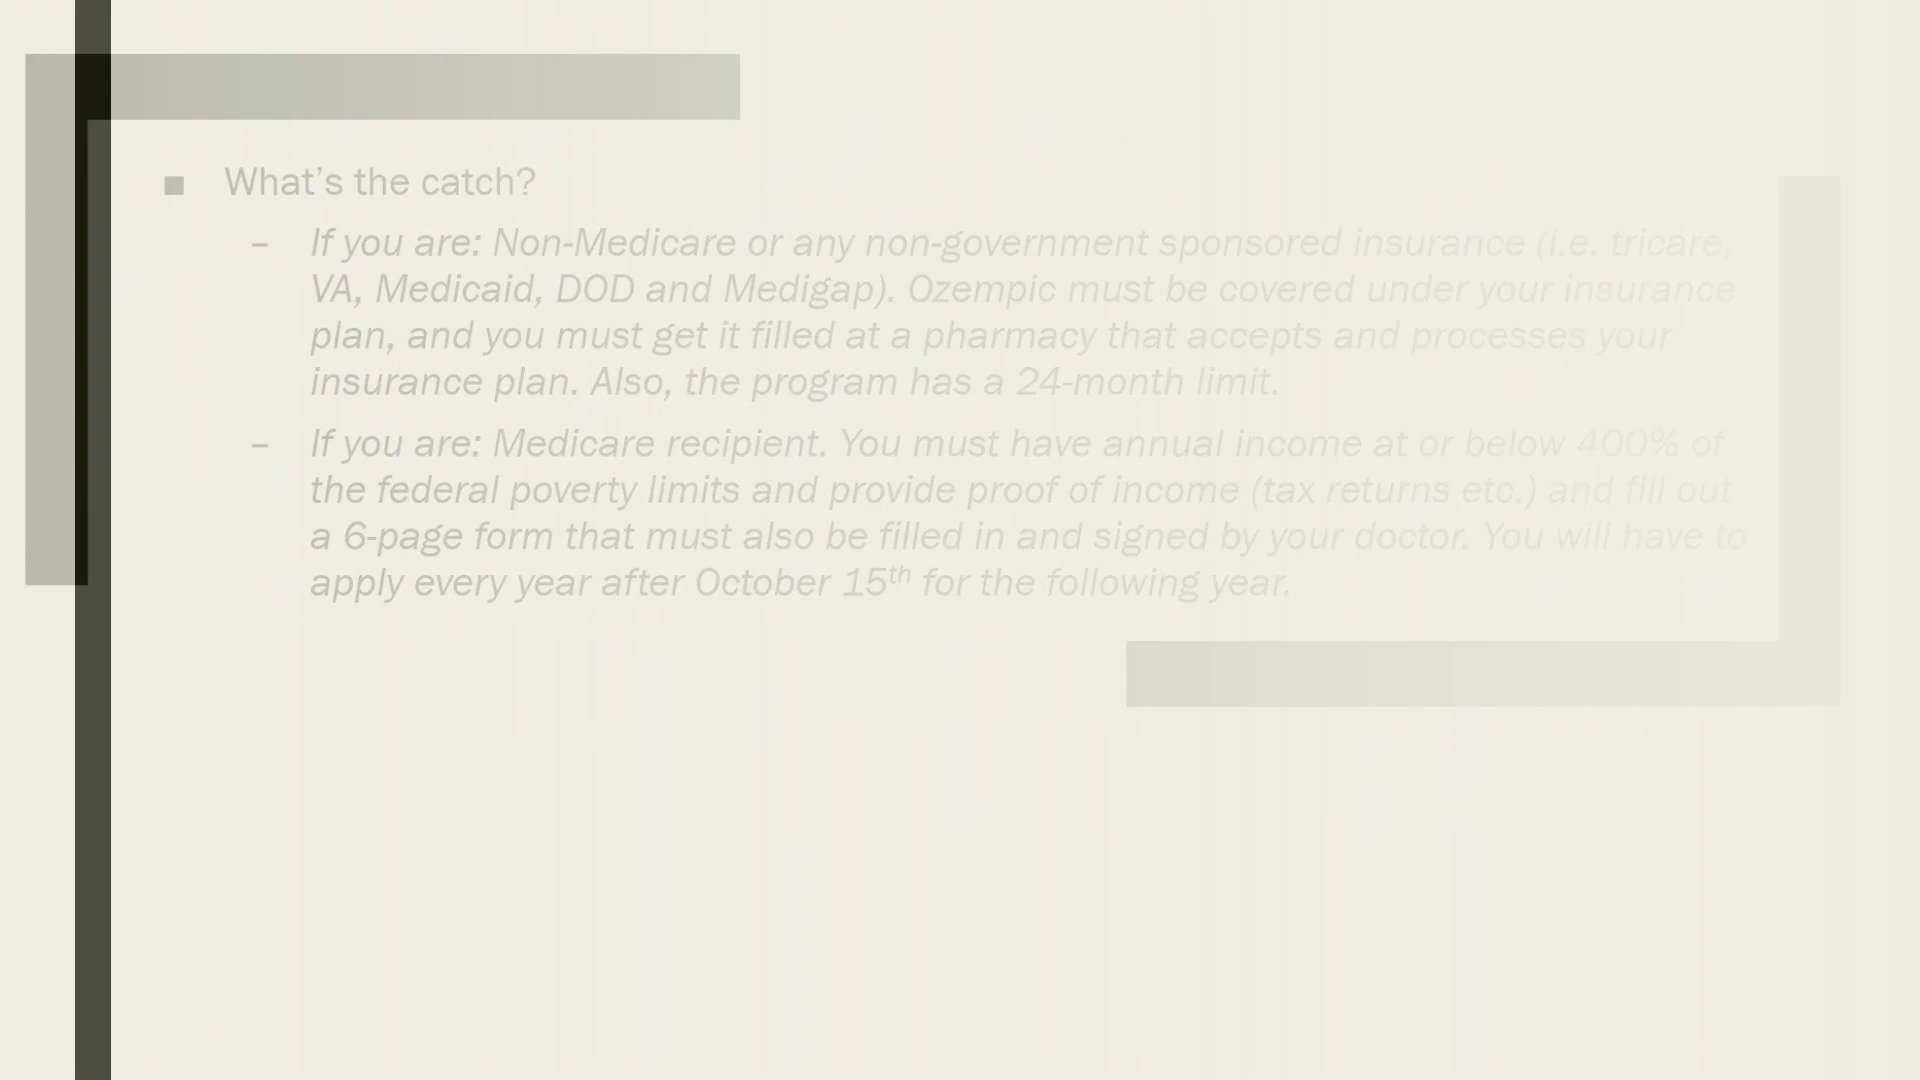 ■ What’s the catch?
– If you are: Non-Medicare or any non-government sponsored insurance (i.e. tricare,
VA, Medicaid, DOD and Medigap). Ozempic must be covered under your insurance
plan, and you must get it filled at a pharmacy that accepts and processes your
insurance plan. Also, the program has a 24-month limit.
– If you are: Medicare recipient. You must have annual income at or below 400% of
the federal poverty limits and provide proof of income (tax returns etc.) and fill out
a 6-page form that must also be filled in and signed by your doctor. You will have to
apply every year after October 15th for the following year.